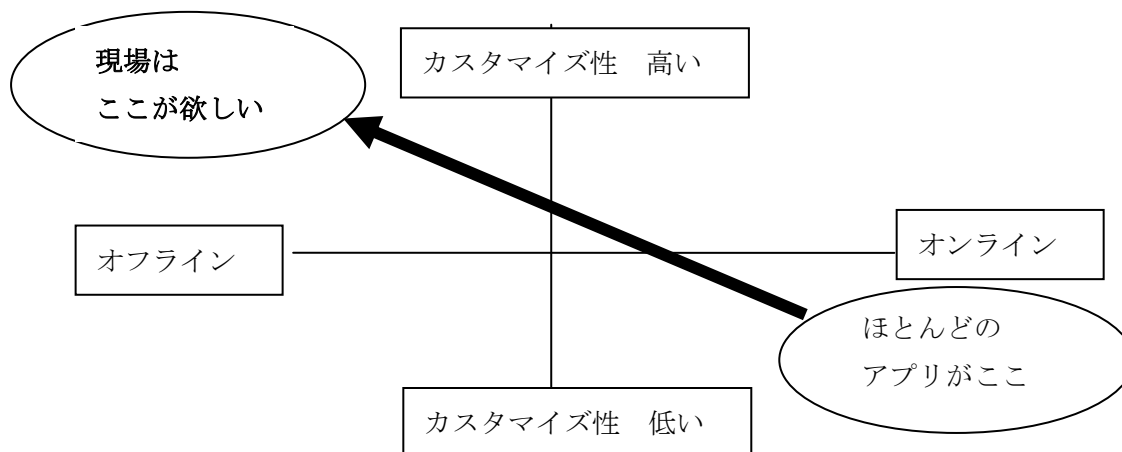 現場は
ここが欲しい
カスタマイズ性　高い
オフライン
オンライン
ほとんどの
アプリがここ
カスタマイズ性　低い